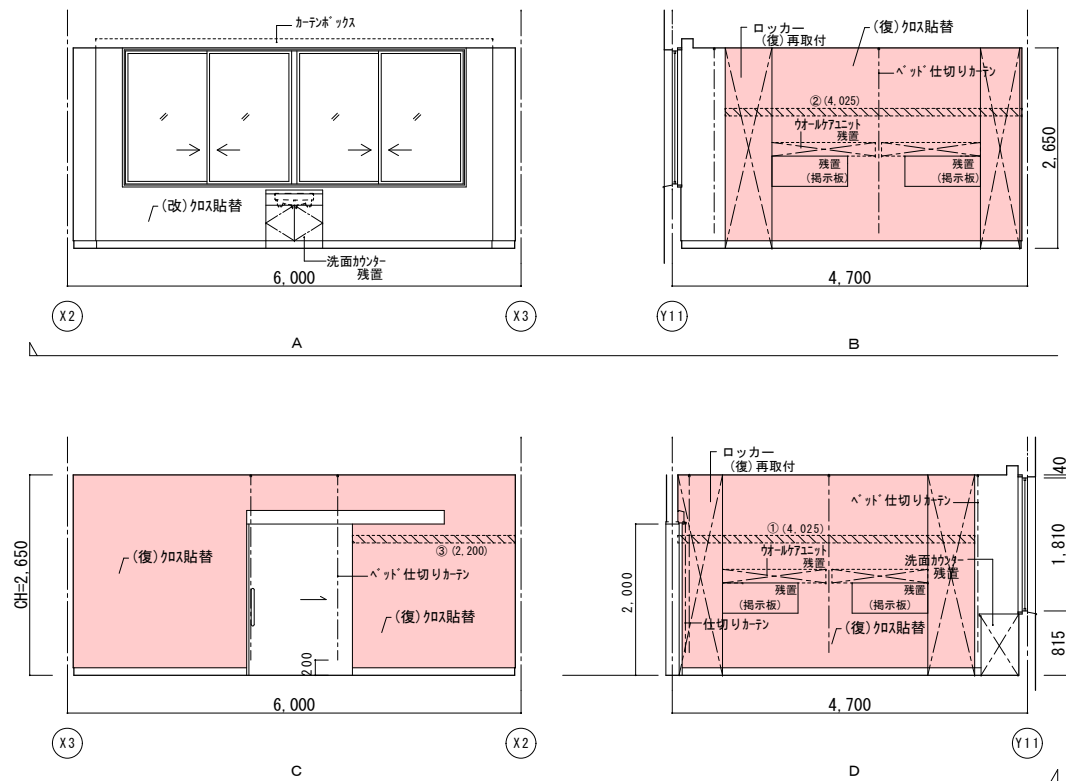 カーテンボックス
(改)クロス貼替
洗面カウンター
残置
6,000
X2
X3
A
ロッカー
(復)再取付
(復)クロス貼替
ベッド仕切りカーテン
②(4,025)
ウオールケアユニット
残置
残置
(掲示板)
残置
(掲示板)
2,650
4,700
Y11
B
CH=2,650
(復)クロス貼替
③(2,200)
ベッド仕切りカーテン
(復)クロス貼替
200
6,000
X3
X2
C
ロッカー
(復)再取付
ベッド仕切りカーテン
①(4,025)
ウオールケアユニット
残置
洗面カウンター
残置
残置
(掲示板)
残置
(掲示板)
仕切りカーテン
(復)クロス貼替
2,000
40
1,810
815
4,700
Y11
D